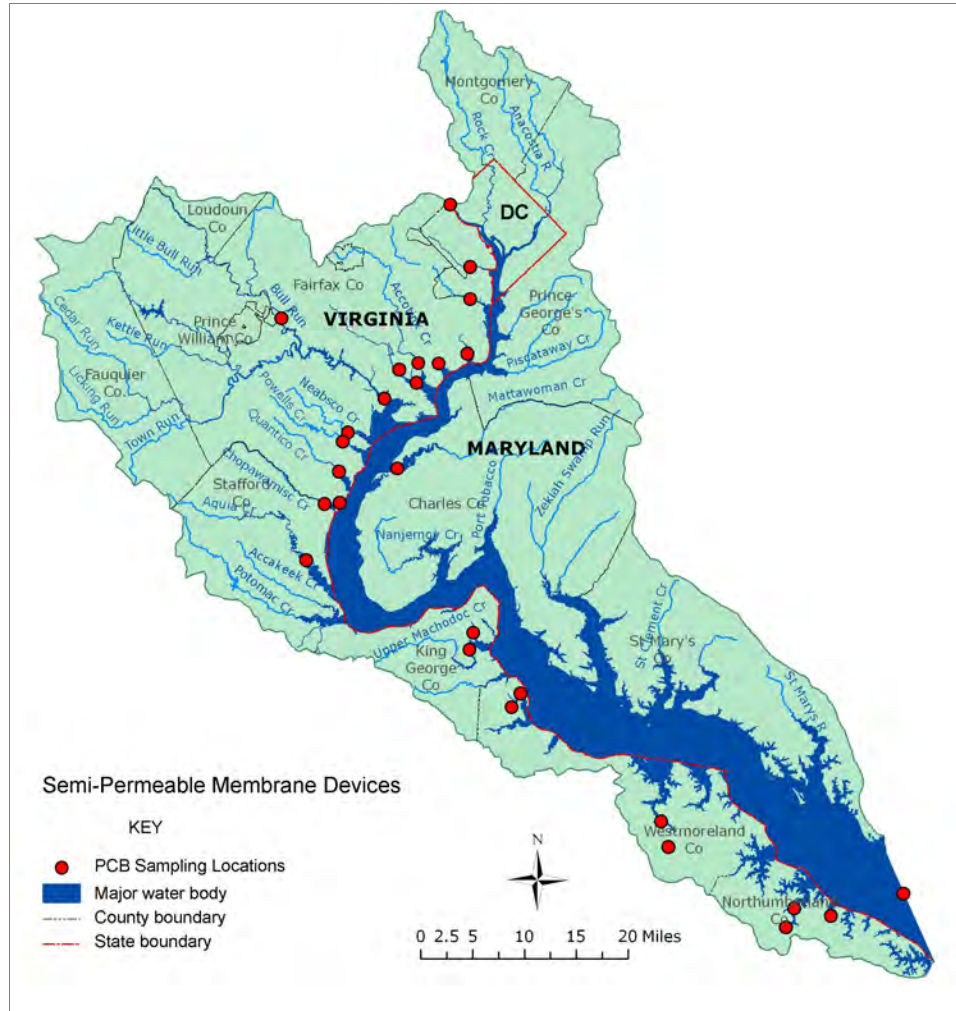 Montgomery
Co
Rock Cr
Anacostia R
DC
Loudoun
Co
Little Bull Run
Fairfax Co
Accotink Cr
Bull Run
VIRGINIA
Prince
George's
Co
Cedar Run
Kettle Run
Prince
William Co
Piscataway Cr
Fauquier
Co.
Licking Run
Neabsco Cr
Mattawoman Cr
Powells Cr
Town Run
Quantico Cr
MARYLAND
Chopawamsic Cr
Stafford
Co
Port Tobacco
Zekiah Swamp Run
Aquia Cr
Charles Co
Nanjemoy Cr
Accakeek Cr
Potomac Cr
Upper Machodoc Cr
St Clement Cr
King
George
Co
St Mary's
Co
St Marys R
Semi-Permeable Membrane Devices
KEY
PCB Sampling Locations
Major water body
County boundary
State boundary
N
0 2.5 5 10 15 20 Miles
Westmoreland
Co
Northumberland
Co